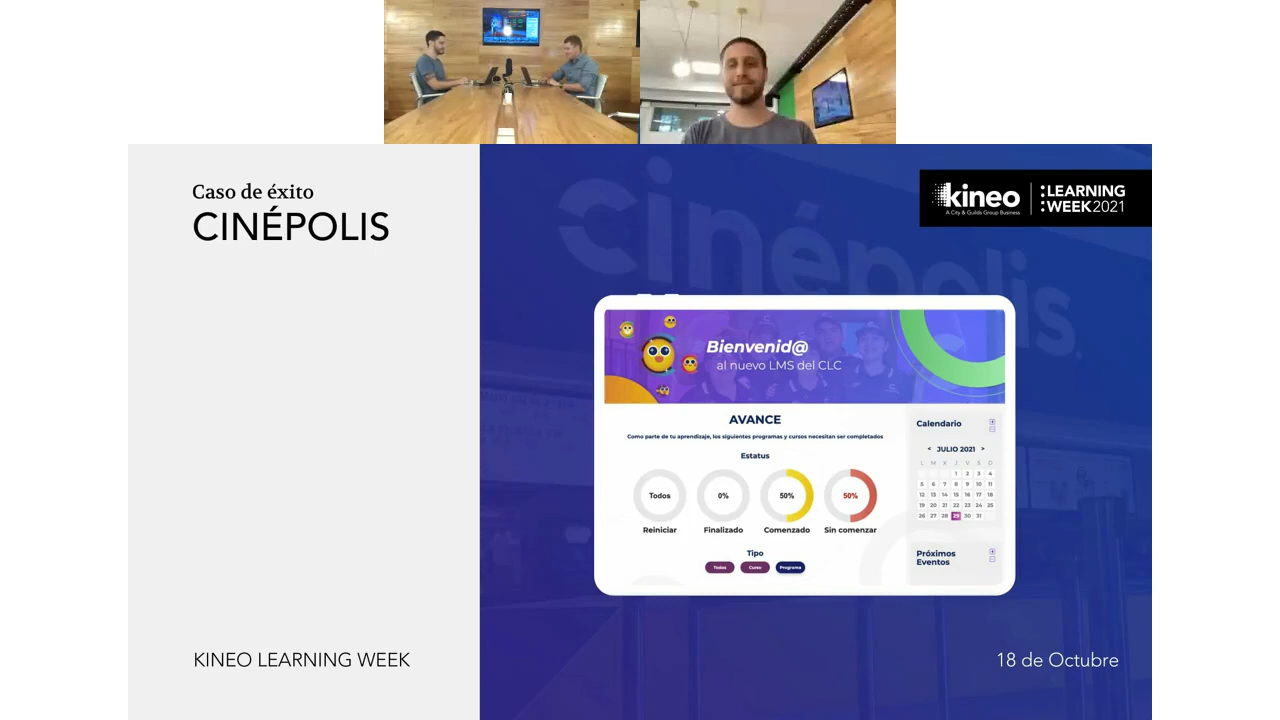 Caso de éxito
CINÉPOLIS
kineo
A City & Guilds Group Business
:LEARNING
:WEEK2021
Cinépolis
Bienvenid@
al nuevo LMS del CLC
AVANCE
Como parte de tu aprendizaje, los siguientes programas y cursos necesitan ser completados
Estatus
Todos 0% 50% 50%
Reiniciar Finalizado Comenzado Sin comenzar
Tipo
Todos Curso Programa
Calendario
< JULIO 2021 >
L M X J V S D
1 2 3 4
5 6 7 8 9 10 11
12 13 14 15 16 17 18
19 20 21 22 23 24 25
26 27 28 29 30 31
Próximos
Eventos
KINEO LEARNING WEEK
18 de Octubre